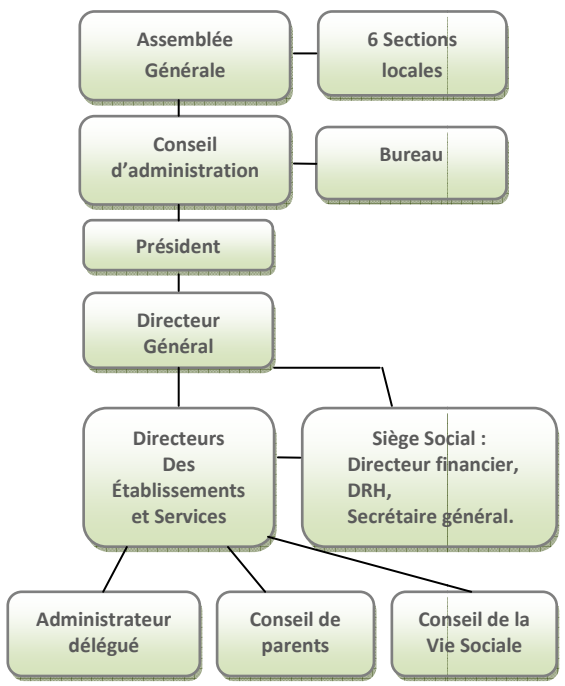 Assemblée
Générale
6 Sections
locales
Conseil
d’administration
Bureau
Président
Directeur
Général
Directeurs
Des
Établissements
et Services
Siège Social :
Directeur financier,
DRH,
Secrétaire général.
Administrateur
délégué
Conseil de
parents
Conseil de la
Vie Sociale